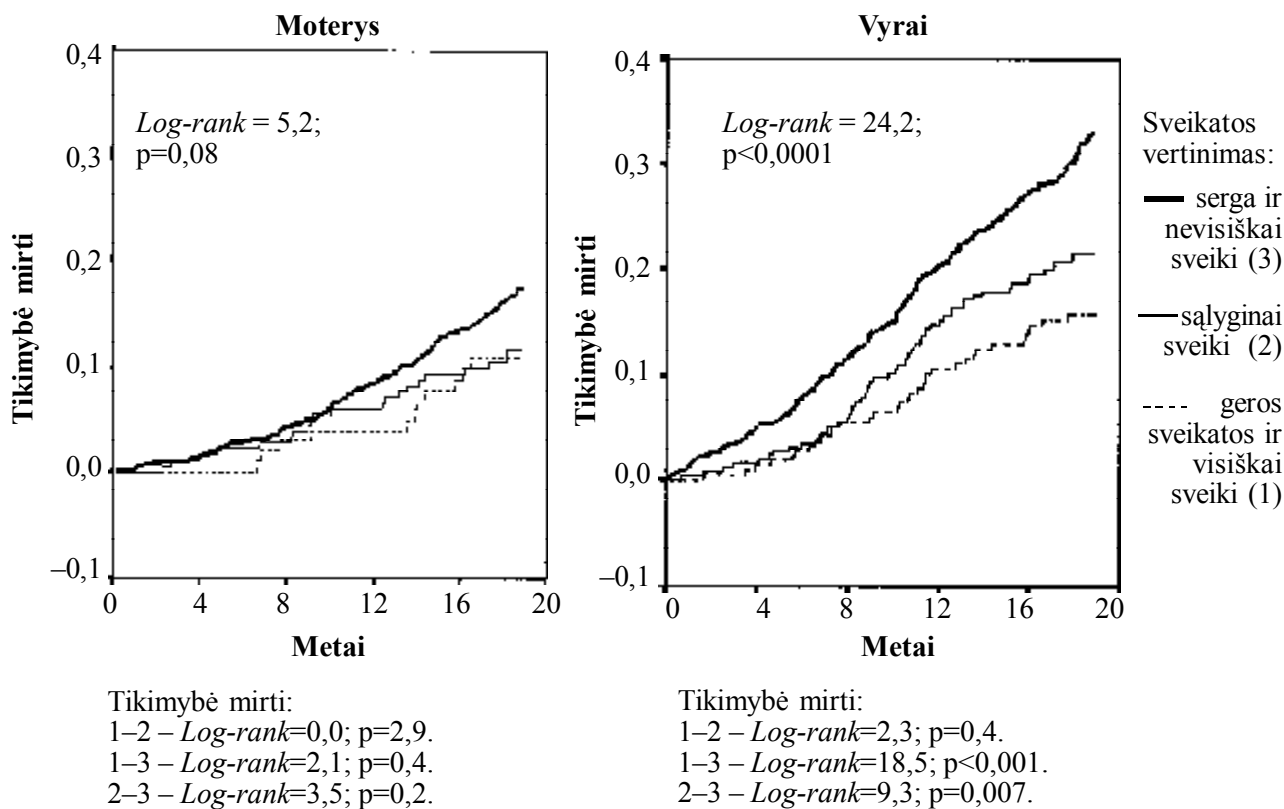 Moterys
0,4
0,3
0,2
0,1
0,0
–0,1
Tikimybė mirti
Log-rank = 5,2;
p=0,08
0 4 8 12 16 20
Metai
Tikimybė mirti:
1–2 – Log-rank=0,0; p=2,9.
1–3 – Log-rank=2,1; p=0,4.
2–3 – Log-rank=3,5; p=0,2.
Vyrai
0,4
0,3
0,2
0,1
0,0
–0,1
Tikimybė mirti
Log-rank = 24,2;
p<0,0001
0 4 8 12 16 20
Metai
Tikimybė mirti:
1–2 – Log-rank=2,3; p=0,4.
1–3 – Log-rank=18,5; p<0,001.
2–3 – Log-rank=9,3; p=0,007.
Sveikatos
vertinimas:
serga ir
nevisiškai
sveiki (3)
sąlyginai
sveiki (2)
geros
sveikatos ir
visiškai
sveiki (1)